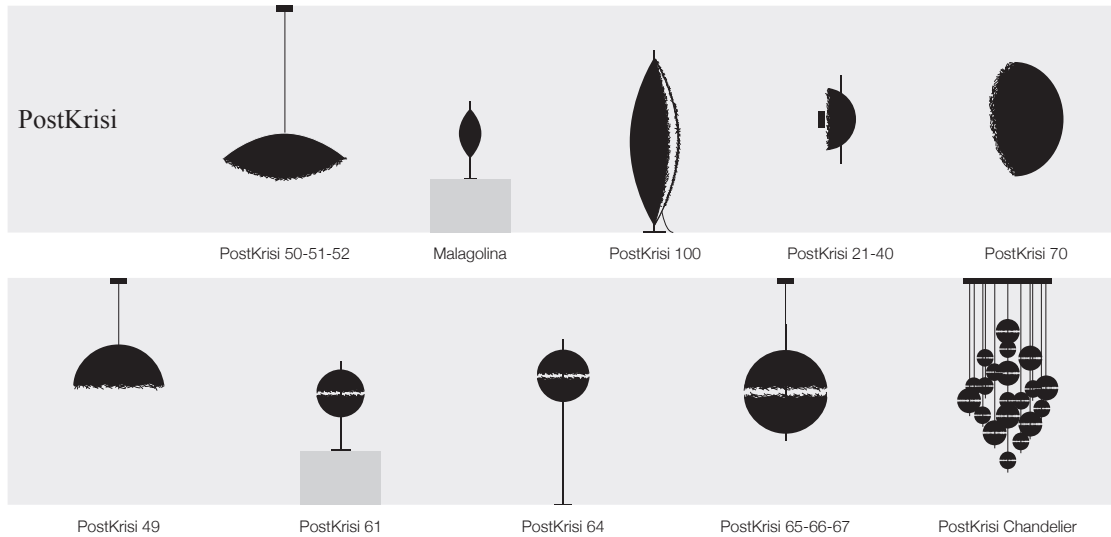 PostKrisi
PostKrisi 50-51-52
Malagolina
PostKrisi 100
PostKrisi 21-40
PostKrisi 70
PostKrisi 49
PostKrisi 61
PostKrisi 64
PostKrisi 65-66-67
PostKrisi Chandelier